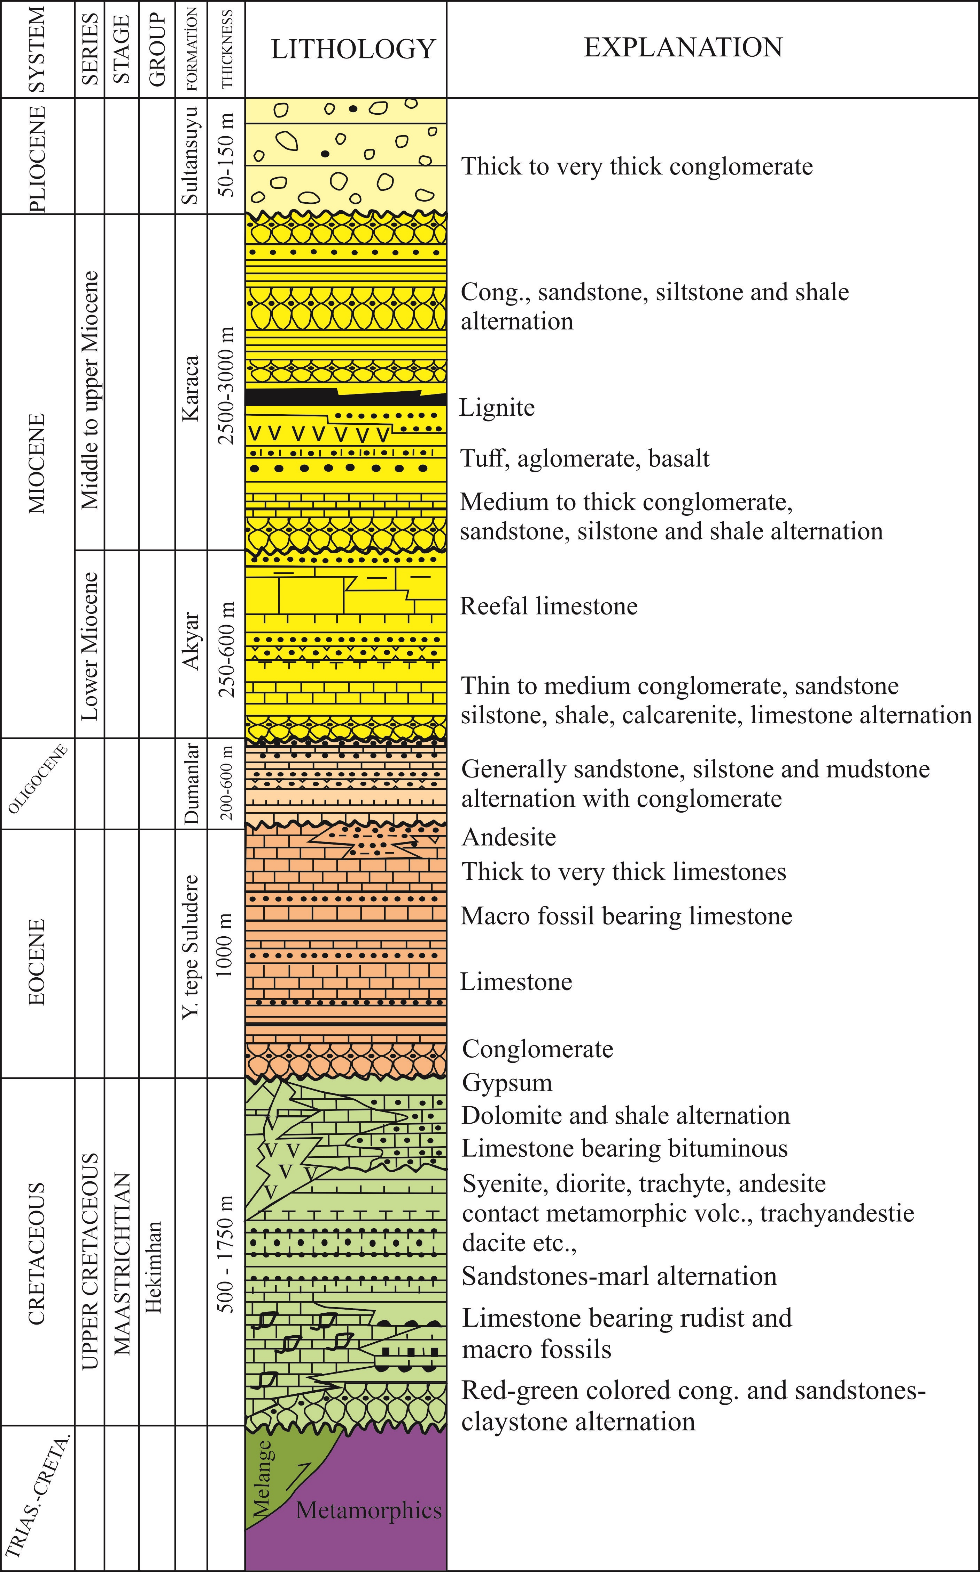 SYSTEM
SERIES
STAGE
GROUP
FORMATION
THICKNESS
LITHOLOGY
EXPLANATION
PLIOCENE
Sultansuyu
50-150 m
Thick to very thick conglomerate
MIOCENE
Middle to upper Miocene
Karaca
2500-3000 m
Cong., sandstone, siltstone and shale
alternation
Lignite
V V V V V V V
Tuff, aglomerate, basalt
Medium to thick conglomerate,
sandstone, silstone and shale alternation
Lower Miocene
Akyar
250-600 m
Reefal limestone
Thin to medium conglomerate, sandstone
silstone, shale, calcarenite, limestone alternation
OLIGOCENE
Dumanlar
200-600 m
Generally sandstone, silstone and mudstone
alternation with conglomerate
EOCENE
Y. tepe Suludere
1000 m
Andesite
Thick to very thick limestones
Macro fossil bearing limestone
Limestone
Conglomerate
CRETACEOUS
UPPER CRETACEOUS
MAASTRICHTIAN
Hekimhan
500 - 1750 m
Gypsum
Dolomite and shale alternation
Limestone bearing bituminous
V V
V V
V
Syenite, diorite, trachyte, andesite
contact metamorphic volc., trachyandestie
dacite etc.,
Sandstones-marl alternation
Limestone bearing rudist and
macro fossils
Red-green colored cong. and sandstones-
claystone alternation
TRIAS.-CRETA.
Melange
Metamorphics